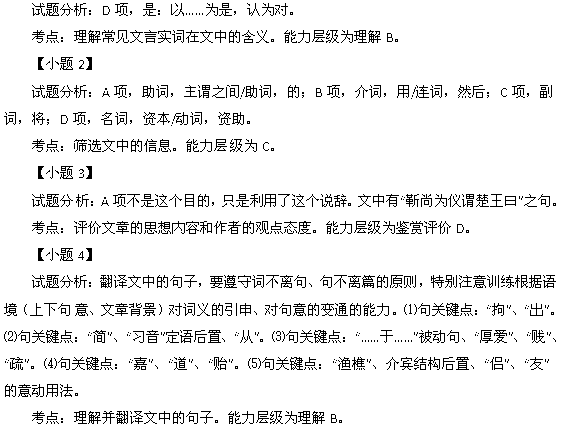 试题分析：D 项，是：以……为是，认为对。
考点：理解常见文言实词在文中的含义。能力层级为理解 B。
【小题 2】
试题分析：A 项，助词，主谓之间/助词，的；B 项，介词，用/连词，然后；C 项，副
词，将；D 项，名词，资本/动词，资助。
考点：筛选文中的信息。能力层级为 C。
【小题 3】
试题分析：A 项不是这个目的，只是利用了这个说辞。文中有“靳尚为仪谓楚王曰”之句。
考点：评价文章的思想内容和作者的观点态度。能力层级为鉴赏评价 D。
【小题 4】
试题分析：翻译文中的句子，要遵守词不离句、句不离篇的原则，特别注意训练根据语
境（上下句 意、文章背景）对词义的引申、对句意的变通的能力。⑴句关键点：“拘”、“出”。
⑵句关键点：“简”、“习音”定语后置、“从”。⑶句关键点：“……于……”被动句、“厚爱”、“贱”、
“疏”。⑷句关键点：“嘉”、“道”、“贻”。⑸句关键点：“渔樵”、介宾结构后置、“侣”、“友”
的意动用法。
考点：理解并翻译文中的句子。能力层级为理解 B。